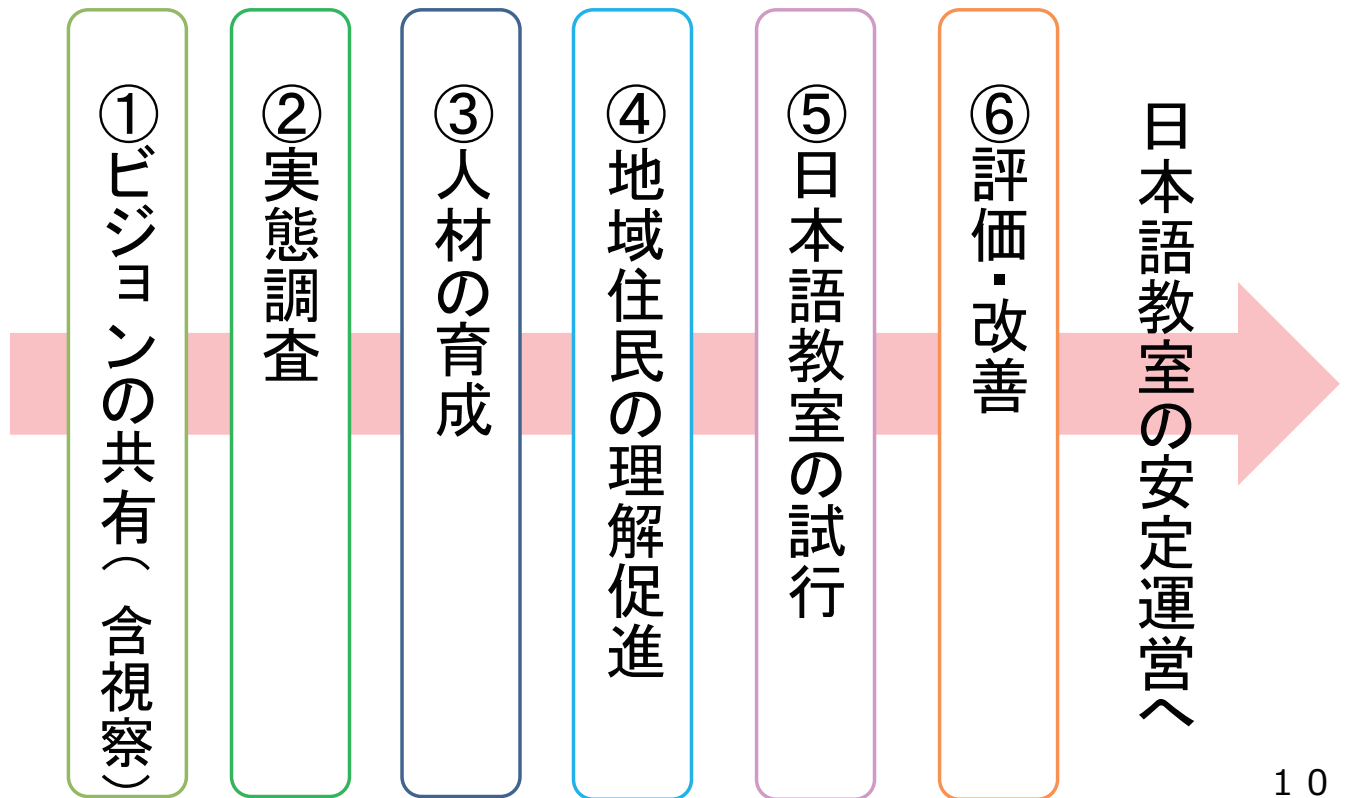 ①ビジョンの共有（含視察）
②実態調査
③人材の育成
④地域住民の理解促進
⑤日本語教室の試行
⑥評価・改善
日本語教室の安定運営へ
１０